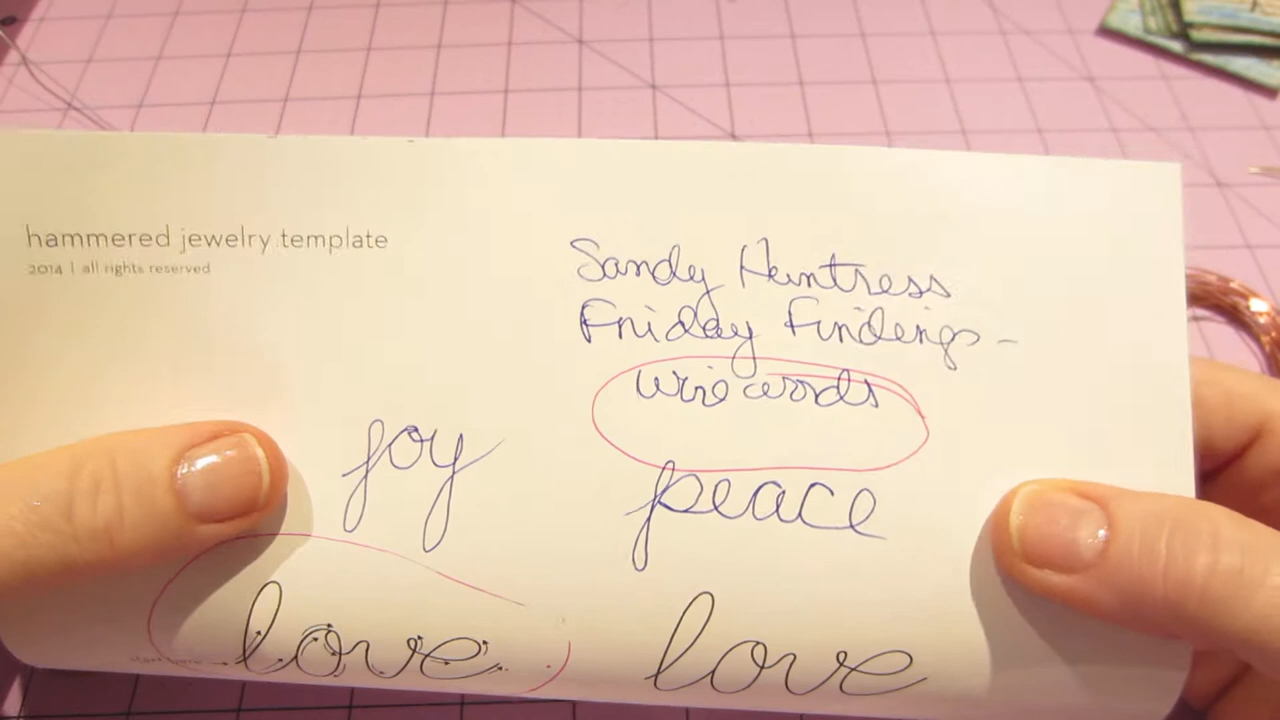 hammered jewelry template
2014 | all rights reserved
Sandy Huntress
Friday Findings -
wire words
joy
peace
love
love